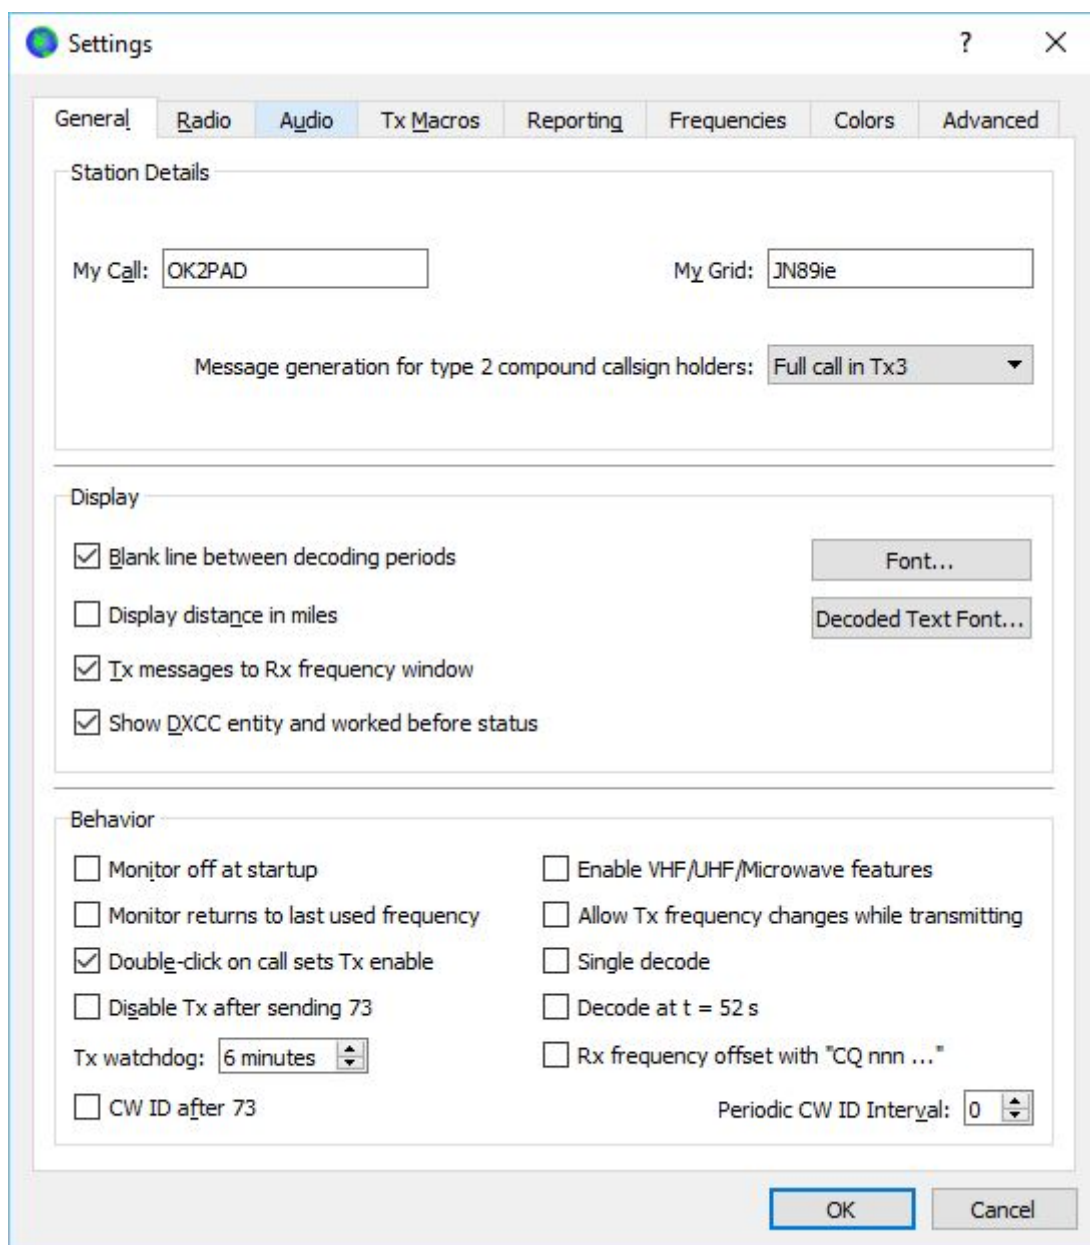 Settings ?
General Radio Audio Tx Macros Reporting Frequencies Colors Advanced
Station Details
My Call: OK2PAD My Grid: JN89ie
Message generation for type 2 compound callsign holders: Full call in Tx3
Display
Blank line between decoding periods Font...
Display distance in miles Decoded Text Font...
Tx messages to Rx frequency window
Show DXCC entity and worked before status
Behavior
Monitor off at startup Enable VHF/UHF/Microwave features
Monitor returns to last used frequency Allow Tx frequency changes while transmitting
Double-click on call sets Tx enable Single decode
Disable Tx after sending 73 Decode at t = 52 s
Tx watchdog: 6 minutes Rx frequency offset with "CQ nnn ..."
CW ID after 73 Periodic CW ID Interval: 0
OK Cancel